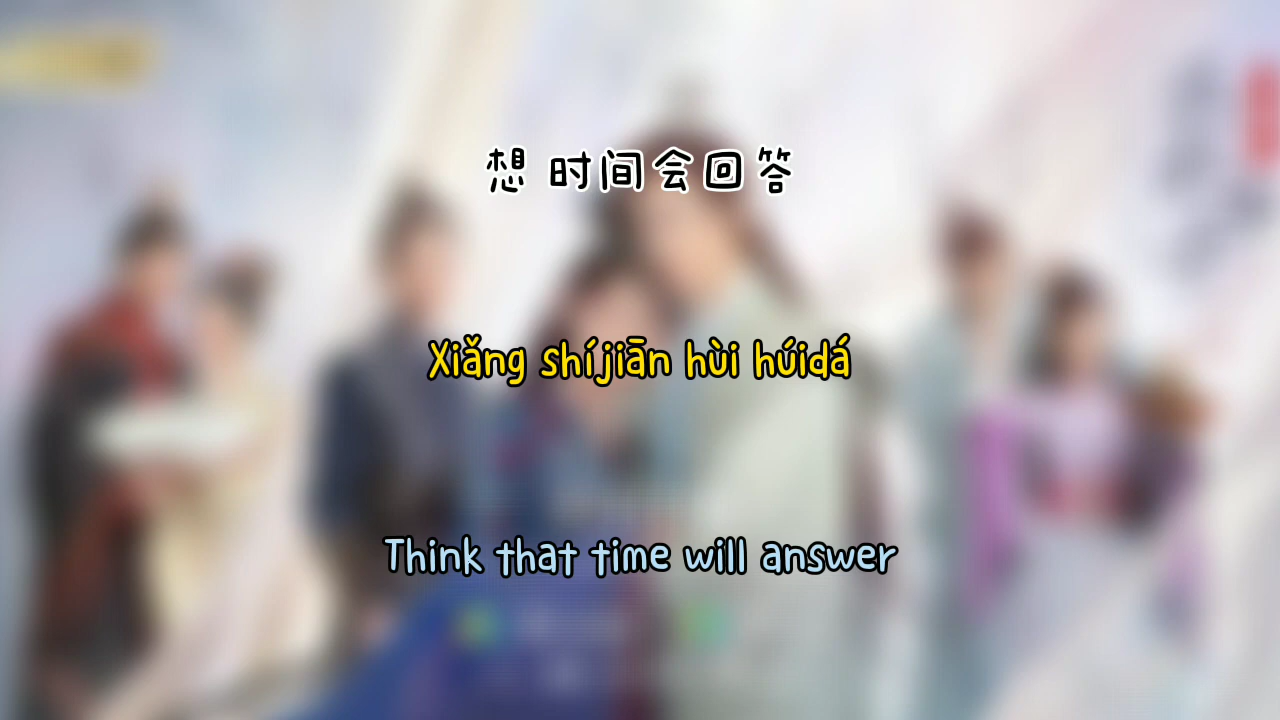 想 时间会回答
Xiǎng shíjiān hùi húidá
Think that time will answer